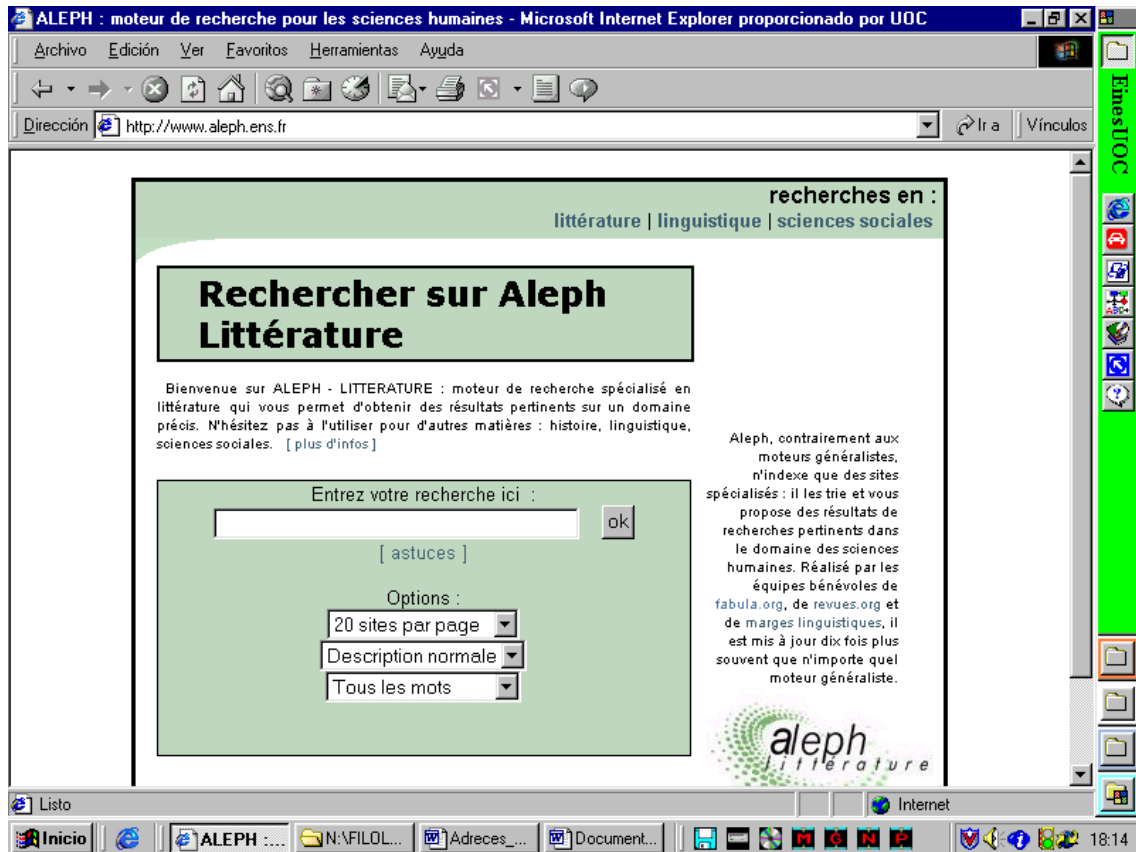 ALEPH : moteur de recherche pour les sciences humaines - Microsoft Internet Explorer proporcionado por UOC
Archivo Edición Ver Favoritos Herramientas Ayuda
Dirección http://www.aleph.ens.fr Ir a Vínculos
EinesUOC
recherches en :
littérature | linguistique | sciences sociales
Rechercher sur Aleph
Littérature
Bienvenue sur ALEPH - LITTERATURE : moteur de recherche spécialisé en
littérature qui vous permet d'obtenir des résultats pertinents sur un domaine
précis. N'hésitez pas à l'utiliser pour d'autres matières : histoire, linguistique,
sciences sociales. [ plus d'infos ]
Entrez votre recherche ici :
ok
[ astuces ]
Options :
20 sites par page
Description normale
Tous les mots
Aleph, contrairement aux
moteurs généralistes,
n'indexe que des sites
spécialisés : il les trie et vous
propose des résultats de
recherches pertinents dans
le domaine des sciences
humaines. Réalisé par les
équipes bénévoles de
fabula.org, de revues.org et
de marges linguistiques, il
est mis à jour dix fois plus
souvent que n'importe quel
moteur généraliste.
aleph
littérature
Listo Internet
Inicio ALEPH :... N:\FILOL... Adreces_... Document... M G N P 18:14